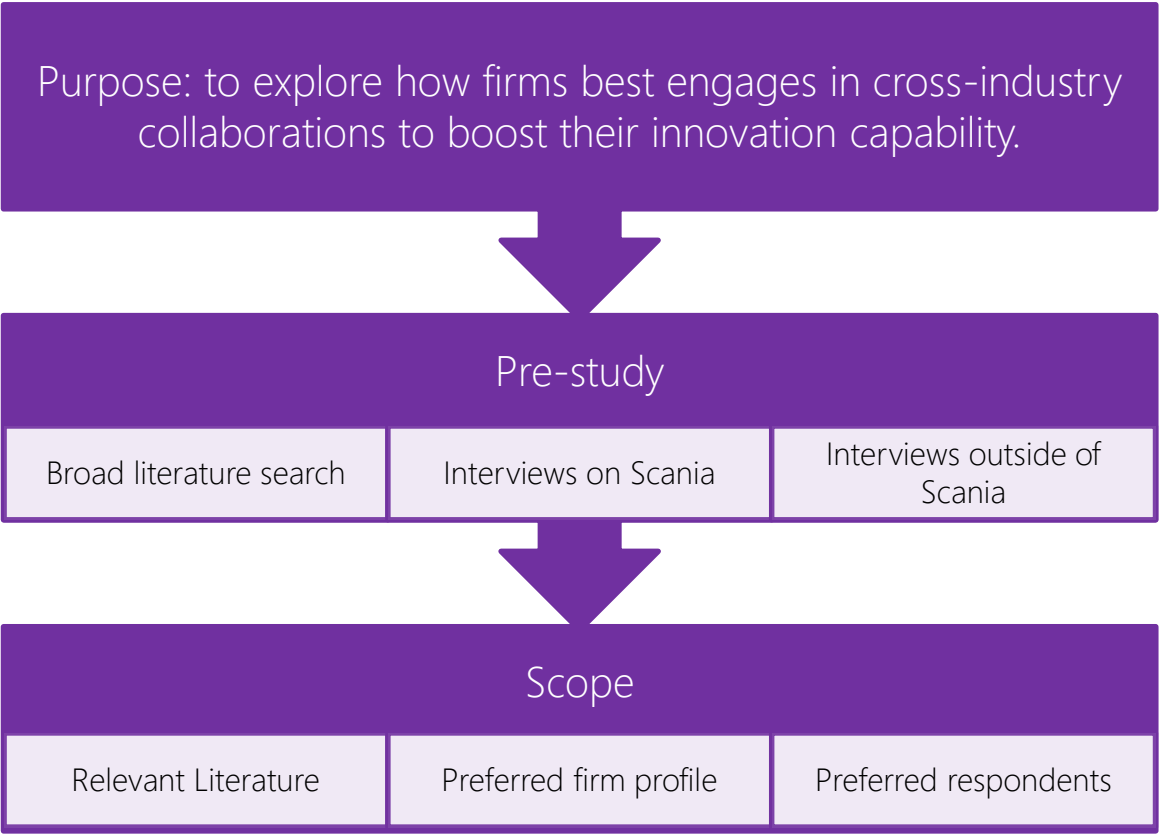 Purpose: to explore how firms best engages in cross-industry
collaborations to boost their innovation capability.
Pre-study
Broad literature search
Interviews on Scania
Interviews outside of
Scania
Scope
Relevant Literature
Preferred firm profile
Preferred respondents